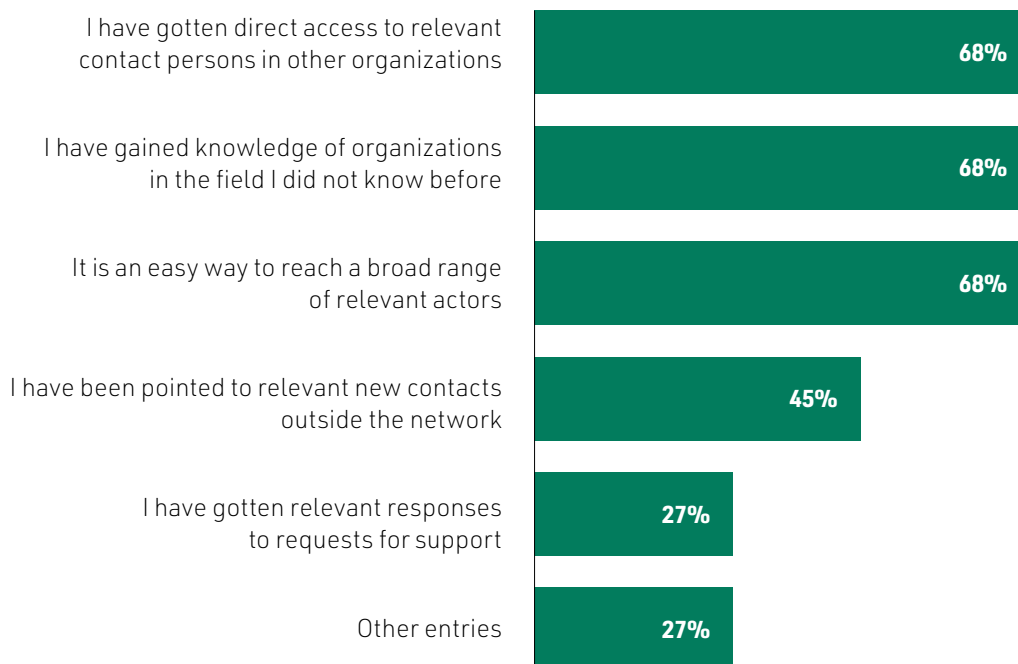 I have gotten direct access to relevant
contact persons in other organizations
68%
I have gained knowledge of organizations
in the field I did not know before
68%
It is an easy way to reach a broad range
of relevant actors
68%
I have been pointed to relevant new contacts
outside the network
45%
I have gotten relevant responses
to requests for support
27%
Other entries
27%